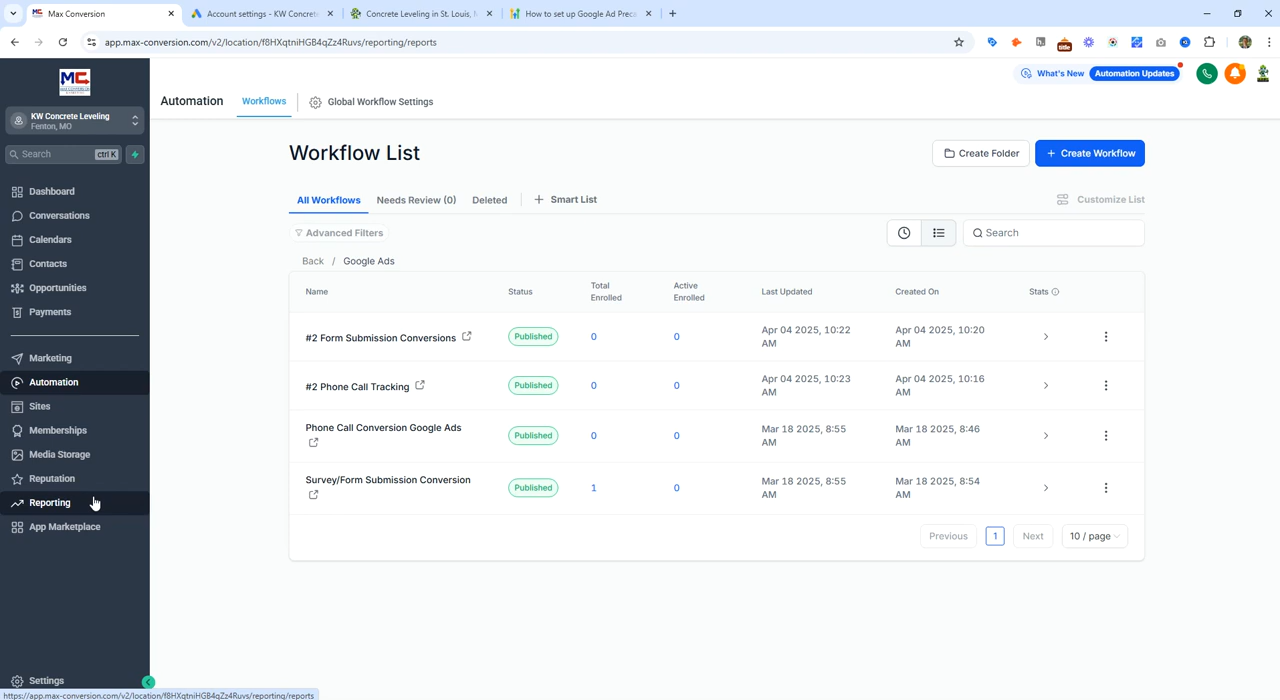 Max Conversion
Account settings - KW Concrete
Concrete Leveling in St. Louis, M
How to set up Google Ad Prec
app.max-conversion.com/v2/location/f8HXqtniHGB4qZz4Ruvs/reporting/reports
title
MC
What's New
Automation Updates
Automation
Workflows
Global Workflow Settings
KW Concrete Leveling
Fenton, MO
Search
ctrl K
Dashboard
Conversations
Calendars
Contacts
Opportunities
Payments
Marketing
Automation
Sites
Memberships
Media Storage
Reputation
Reporting
App Marketplace
Settings
https://app.max-conversion.com/v2/location/f8HXqtniHGB4qZz4Ruvs/reporting/reports
Workflow List
Create Folder
+ Create Workflow
All Workflows
Needs Review (0)
Deleted
+ Smart List
Customize List
Advanced Filters
Search
Back / Google Ads
Name
Status
Total
Enrolled
Active
Enrolled
Last Updated
Created On
Stats
#2 Form Submission Conversions
Published
0
0
Apr 04 2025, 10:22
AM
Apr 04 2025, 10:20
AM
#2 Phone Call Tracking
Published
0
0
Apr 04 2025, 10:23
AM
Apr 04 2025, 10:16
AM
Phone Call Conversion Google Ads
Published
0
0
Mar 18 2025, 8:55
AM
Mar 18 2025, 8:46
AM
Survey/Form Submission Conversion
Published
1
0
Mar 18 2025, 8:55
AM
Mar 18 2025, 8:54
AM
Previous
1
Next
10 / page